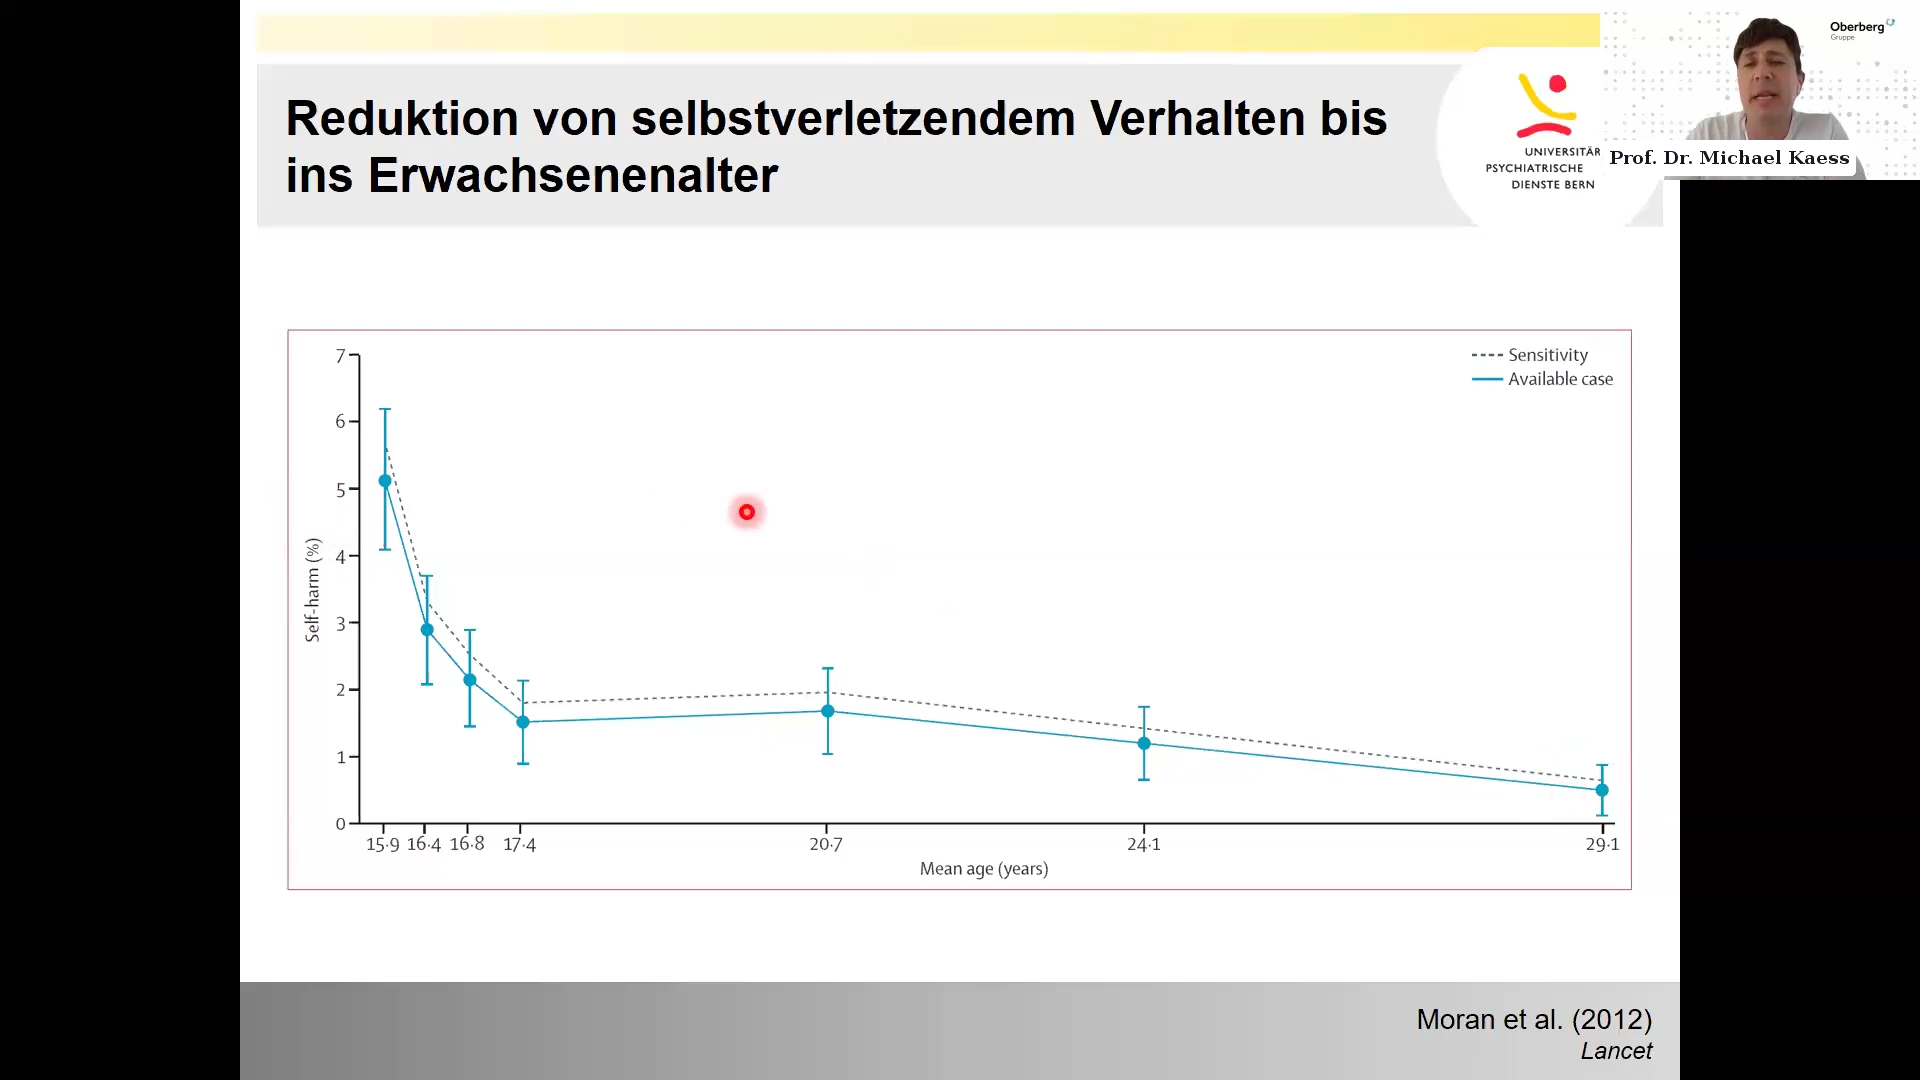 Reduktion von selbstverletzendem Verhalten bis
ins Erwachsenenalter
UNIVERSITÄR
PSYCHIATRISCHE
DIENSTE BERN
Oberberg
Gruppe
Prof. Dr. Michael Kaess
Sensitivity
Available case
Self-harm (%)
7
6
5
4
3
2
1
0
15·9 16·4 16·8 17·4 20·7 24·1 29·1
Mean age (years)
Moran et al. (2012)
Lancet